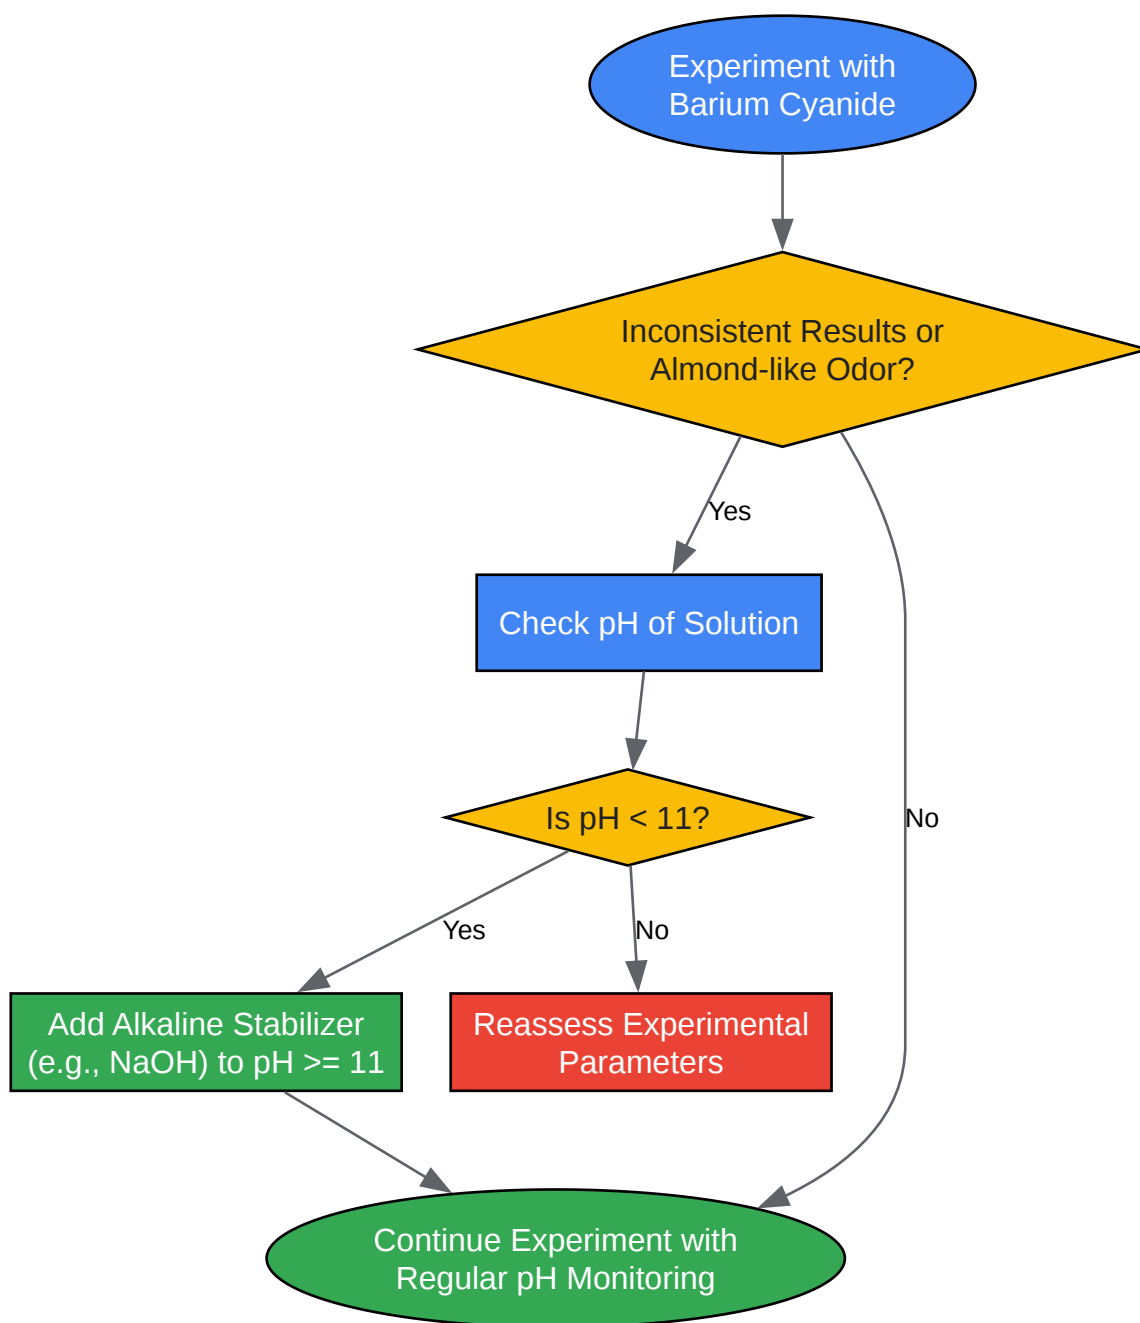 Experiment with
Barium Cyanide
Inconsistent Results or
Almond-like Odor?
Yes
Check pH of Solution
Is pH < 11?
No
Yes
No
Add Alkaline Stabilizer
(e.g., NaOH) to pH >= 11
Reassess Experimental
Parameters
Continue Experiment with
Regular pH Monitoring